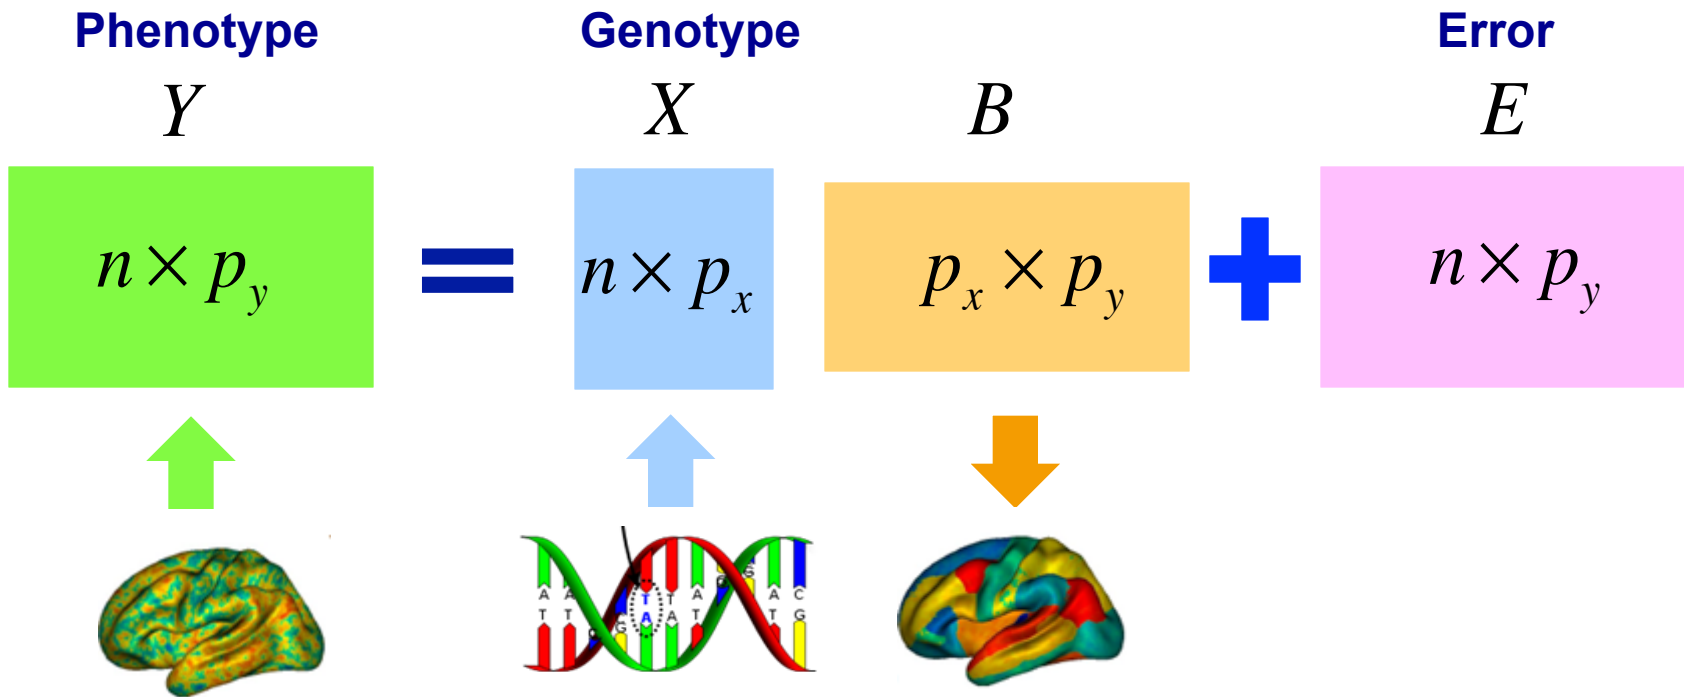 Phenotype Genotype Error
Y X B E
n × p_y = n × p_x p_x × p_y + n × p_y
A A T T A G A C
T T G A A T T G